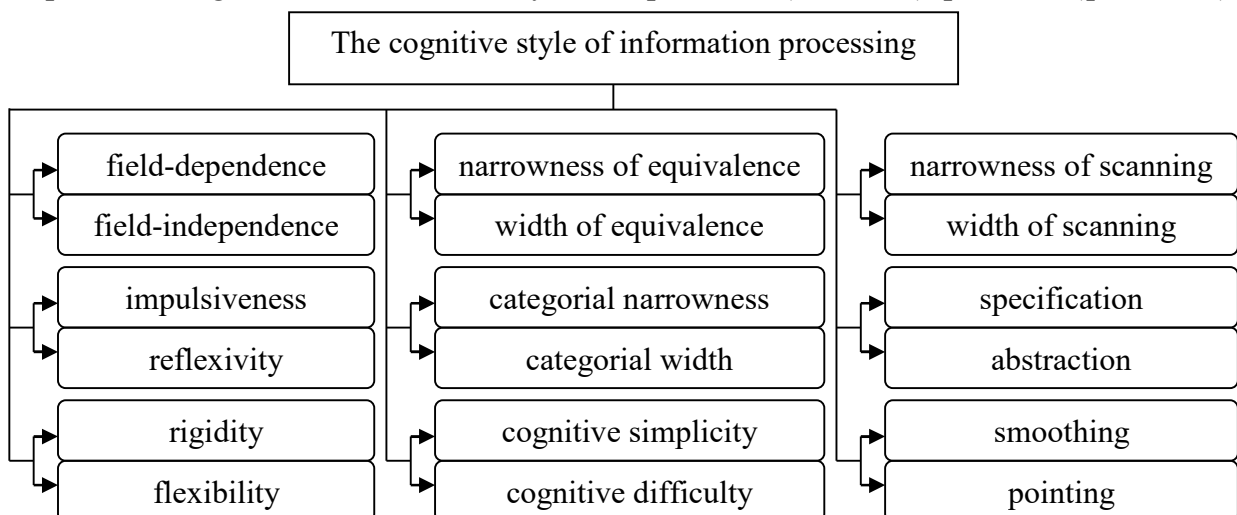 The cognitive style of information processing
field-dependence
field-independence
impulsiveness
reflexivity
rigidity
flexibility
narrowness of equivalence
width of equivalence
categorial narrowness
categorial width
cognitive simplicity
cognitive difficulty
narrowness of scanning
width of scanning
specification
abstraction
smoothing
pointing